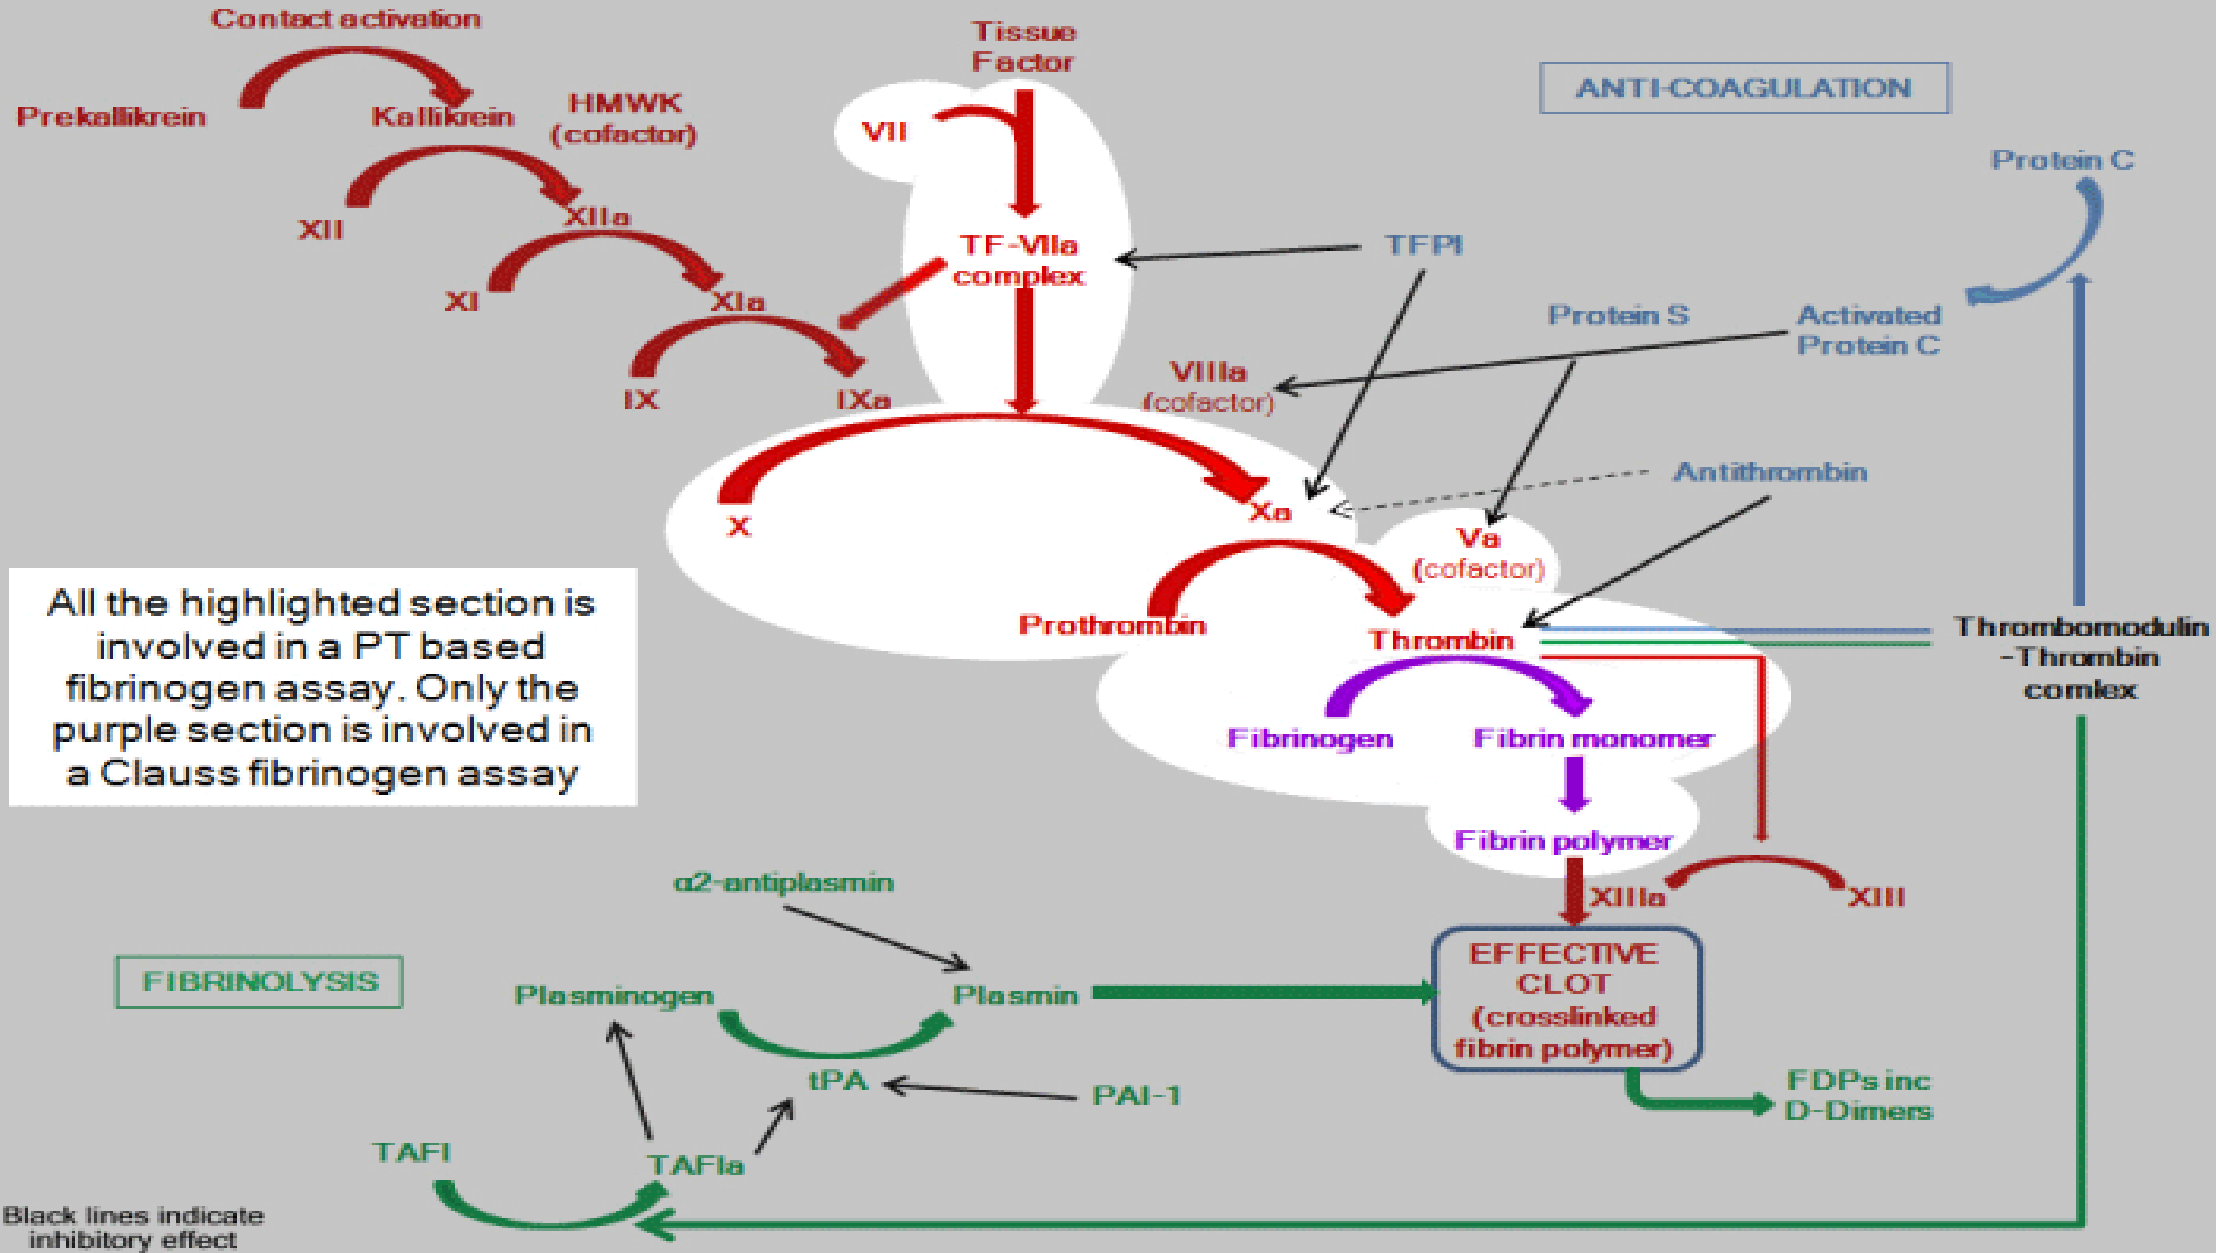 Contact activation
Prekallikrein
Kallikrein
HMWK
(cofactor)
XII
XIIa
XI
XIa
IX
IXa
Tissue
Factor
VII
TF-VIIa
complex
VIIIa
(cofactor)
X
Xa
Va
(cofactor)
Prothrombin
Thrombin
Fibrinogen
Fibrin monomer
Fibrin polymer
XIIIa
XIII
EFFECTIVE
CLOT
(crosslinked
fibrin polymer)
ANTI-COAGULATION
Protein C
TFPI
Protein S
Activated
Protein C
Antithrombin
Thrombomodulin
-Thrombin
comlex
All the highlighted section is
involved in a PT based
fibrinogen assay. Only the
purple section is involved in
a Clauss fibrinogen assay
FIBRINOLYSIS
α2-antiplasmin
Plasminogen
Plasmin
tPA
PAI-1
TAFI
TAFIa
FDPs inc
D-Dimers
Black lines indicate
inhibitory effect